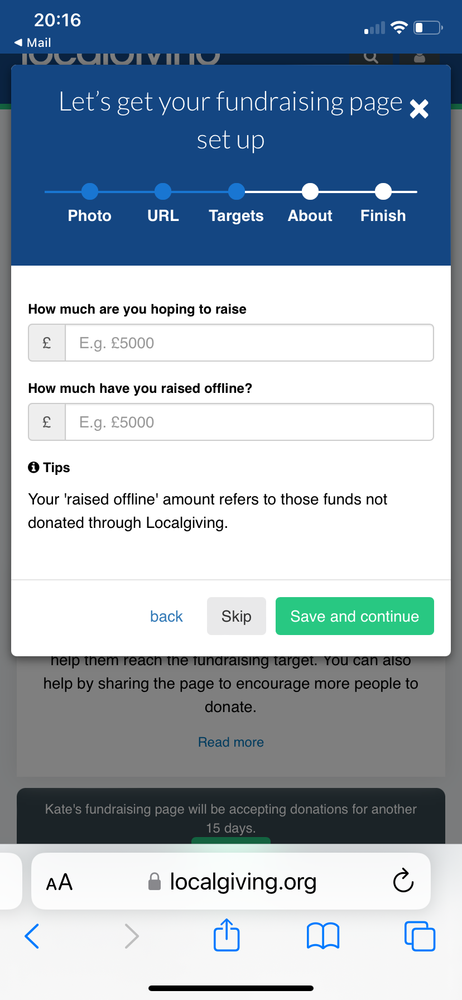 20:16
Mail
localgiving
Let's get your fundraising page
set up
Photo URL Targets About Finish
How much are you hoping to raise
£ E.g. £5000
How much have you raised offline?
£ E.g. £5000
Tips
Your 'raised offline' amount refers to those funds not
donated through Localgiving.
back Skip Save and continue
help them reach the fundraising target. You can also
help by sharing the page to encourage more people to
donate.
Read more
Kate's fundraising page will be accepting donations for another
15 days.
AA localgiving.org